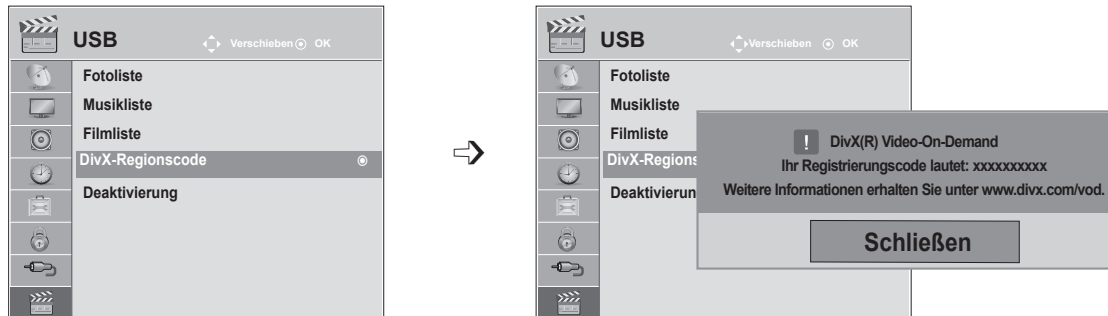 USB
Verschieben OK
Fotoliste
Musikliste
Filmliste
DivX-Regionscode
Deaktivierung
USB
Verschieben OK
Fotoliste
Musikliste
Filmliste
DivX-Regions
Deaktivierun
! DivX(R) Video-On-Demand
Ihr Registrierungscode lautet: xxxxxxxxxx
Weitere Informationen erhalten Sie unter www.divx.com/vod.
Schließen